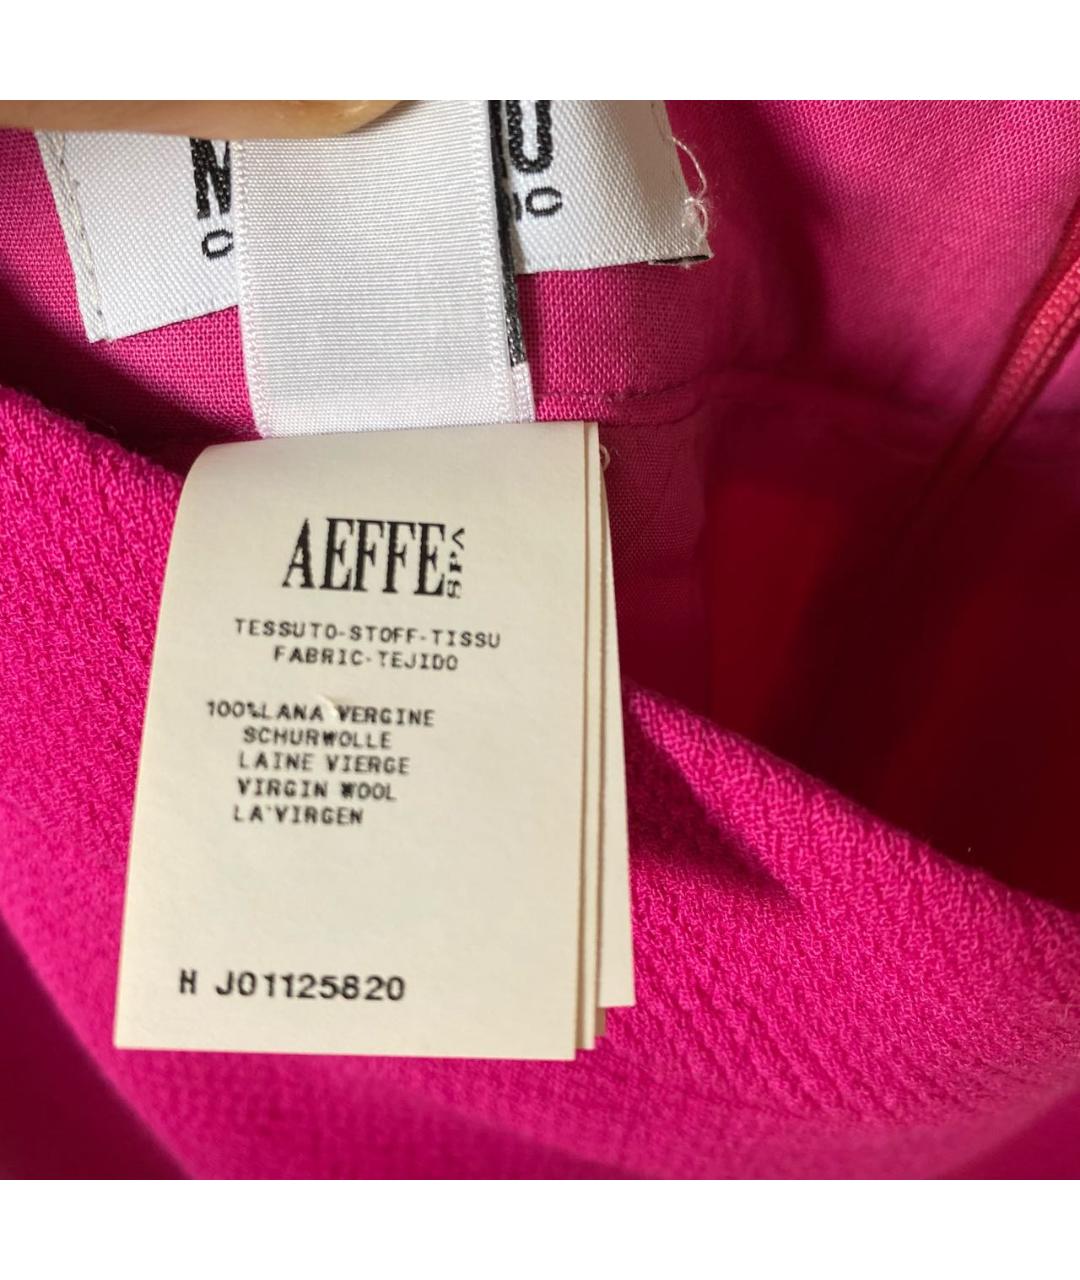 AEFFE SPA
TESSUTO-STOFF-TISSU
FABRIC-TEJIDO
100%LANA VERGINE
SCHURWOLLE
LAINE VIERGE
VIRGIN WOOL
LA'VIRGEN
H J01125820